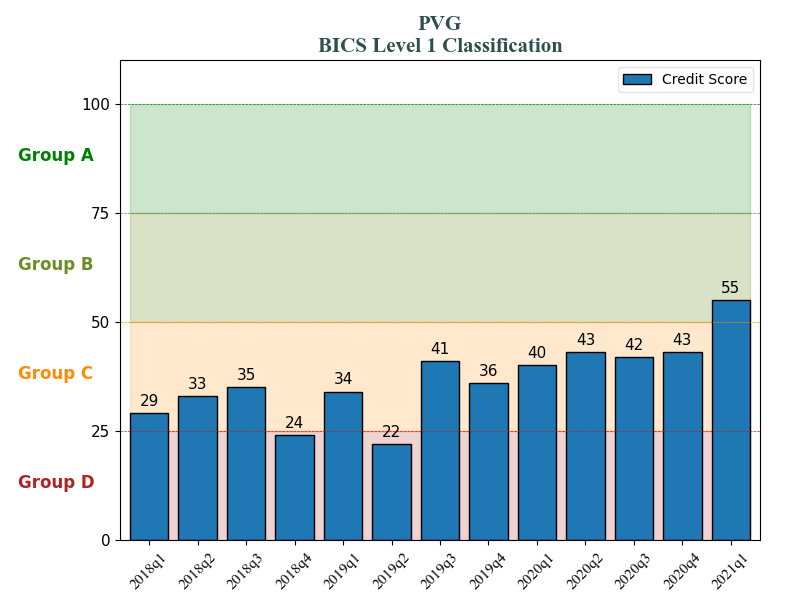 PVG
BICS Level 1 Classification
Credit Score
100
Group A
75
Group B
55
50
43
42
43
41
40
36
35
34
33
Group C
29
25
24
22
Group D
0
2018q1
2018q2
2018q3
2018q4
2019q1
2019q2
2019q3
2019q4
2020q1
2020q2
2020q3
2020q4
2021q1